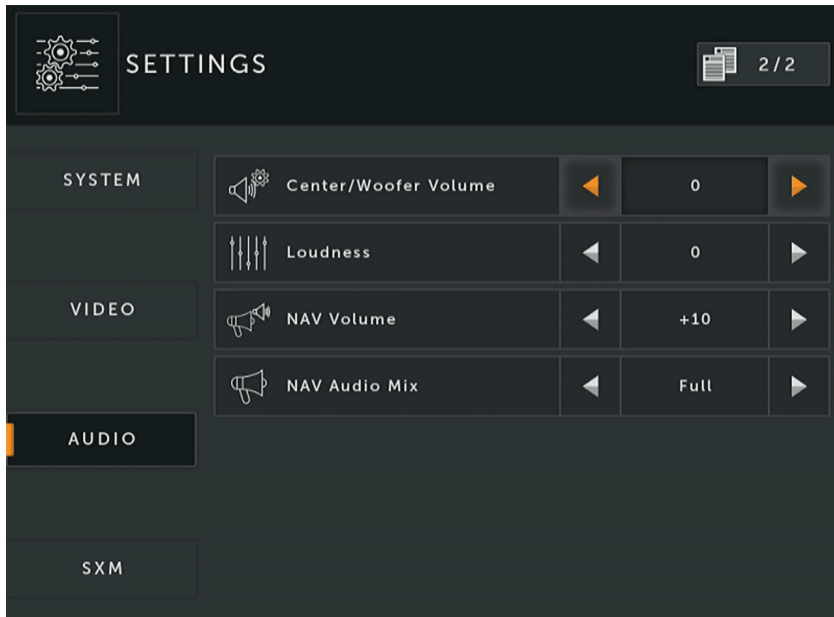 SETTINGS
2/2
SYSTEM
Center/Woofer Volume
0
Loudness
0
VIDEO
NAV Volume
+10
NAV Audio Mix
Full
AUDIO
SXM